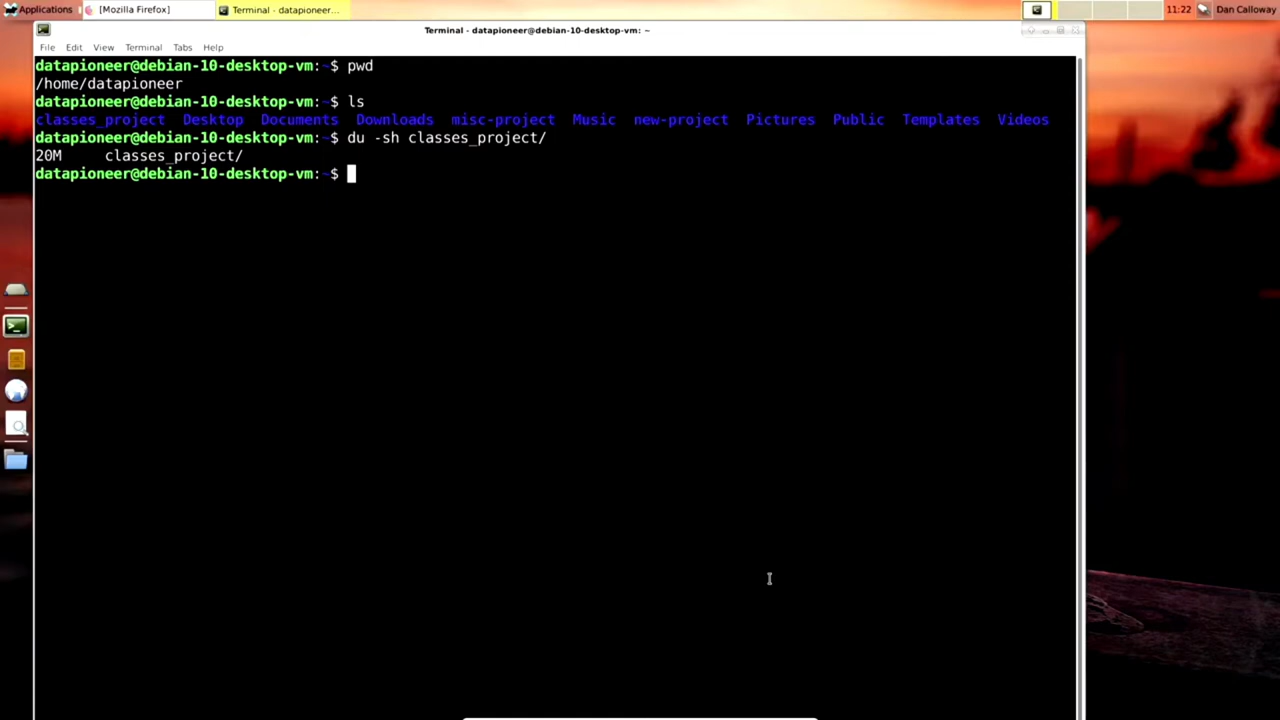 Applications [Mozilla Firefox] Terminal - datapioneer... 11:22 Dan Calloway
Terminal - datapioneer@debian-10-desktop-vm: ~
File Edit View Terminal Tabs Help
datapioneer@debian-10-desktop-vm:~$ pwd
/home/datapioneer
datapioneer@debian-10-desktop-vm:~$ ls
classes_project Desktop Documents Downloads misc-project Music new-project Pictures Public Templates Videos
datapioneer@debian-10-desktop-vm:~$ du -sh classes_project/
20M classes_project/
datapioneer@debian-10-desktop-vm:~$